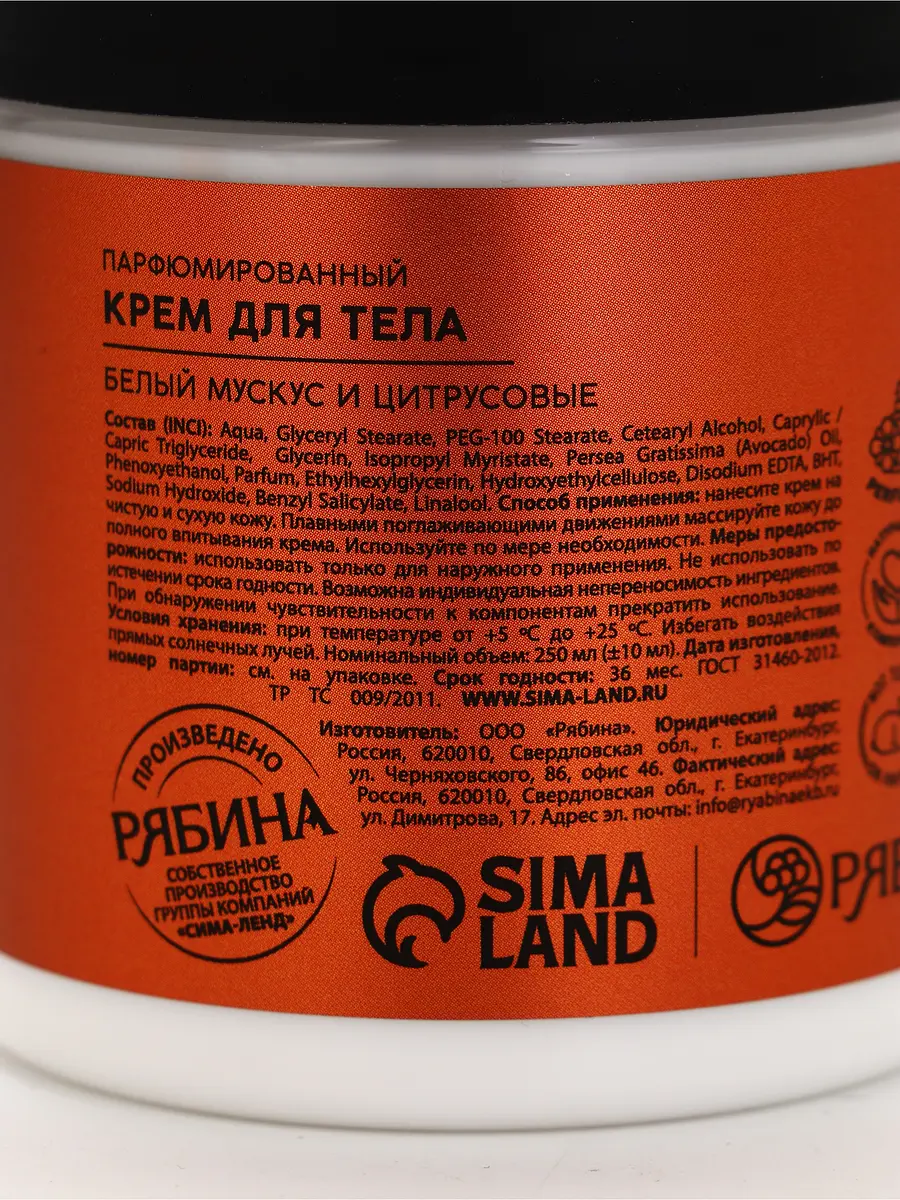 ПАРФЮМИРОВАННЫЙ
КРЕМ ДЛЯ ТЕЛА
БЕЛЫЙ МУСКУС И ЦИТРУСОВЫЕ
Состав (INCI): Aqua, Glyceryl Stearate, PEG-100 Stearate, Cetearyl Alcohol, Caprylic /
Capric Triglyceride, Glycerin, Isopropyl Myristate, Persea Gratissima (Avocado) Oil,
Phenoxyethanol, Parfum, Ethylhexylglycerin, Hydroxyethylcellulose, Disodium EDTA, BHT,
Sodium Hydroxide, Benzyl Salicylate, Linalool. Способ применения: нанесите крем на
чистую и сухую кожу. Плавными поглаживающими движениями массируйте кожу до
полного впитывания крема. Используйте по мере необходимости. Меры предосто-
рожности: использовать только для наружного применения. Не использовать по
истечении срока годности. Возможна индивидуальная непереносимость ингредиентов.
При обнаружении чувствительности к компонентам прекратить использование.
Условия хранения: при температуре от +5 ºС до +25 ºС. Избегать воздействия
прямых солнечных лучей. Номинальный объем: 250 мл (±10 мл). Дата изготовления,
номер партии: см. на упаковке. Срок годности: 36 мес. ГОСТ 31460-2012.
ТР ТС 009/2011. WWW.SIMA-LAND.RU
Изготовитель: ООО «Рябина». Юридический адрес:
Россия, 620010, Свердловская обл., г. Екатеринбург,
ул. Черняховского, 86, офис 46. Фактический адрес:
Россия, 620010, Свердловская обл., г. Екатеринбург,
ул. Димитрова, 17. Адрес эл. почты: info@ryabinaekb.ru
ПРОИЗВЕДЕНО
РЯБИНА
СОБСТВЕННОЕ
ПРОИЗВОДСТВО
ГРУППЫ КОМПАНИЙ
«СИМА-ЛЕНД»
SIMA
LAND
РЯБ